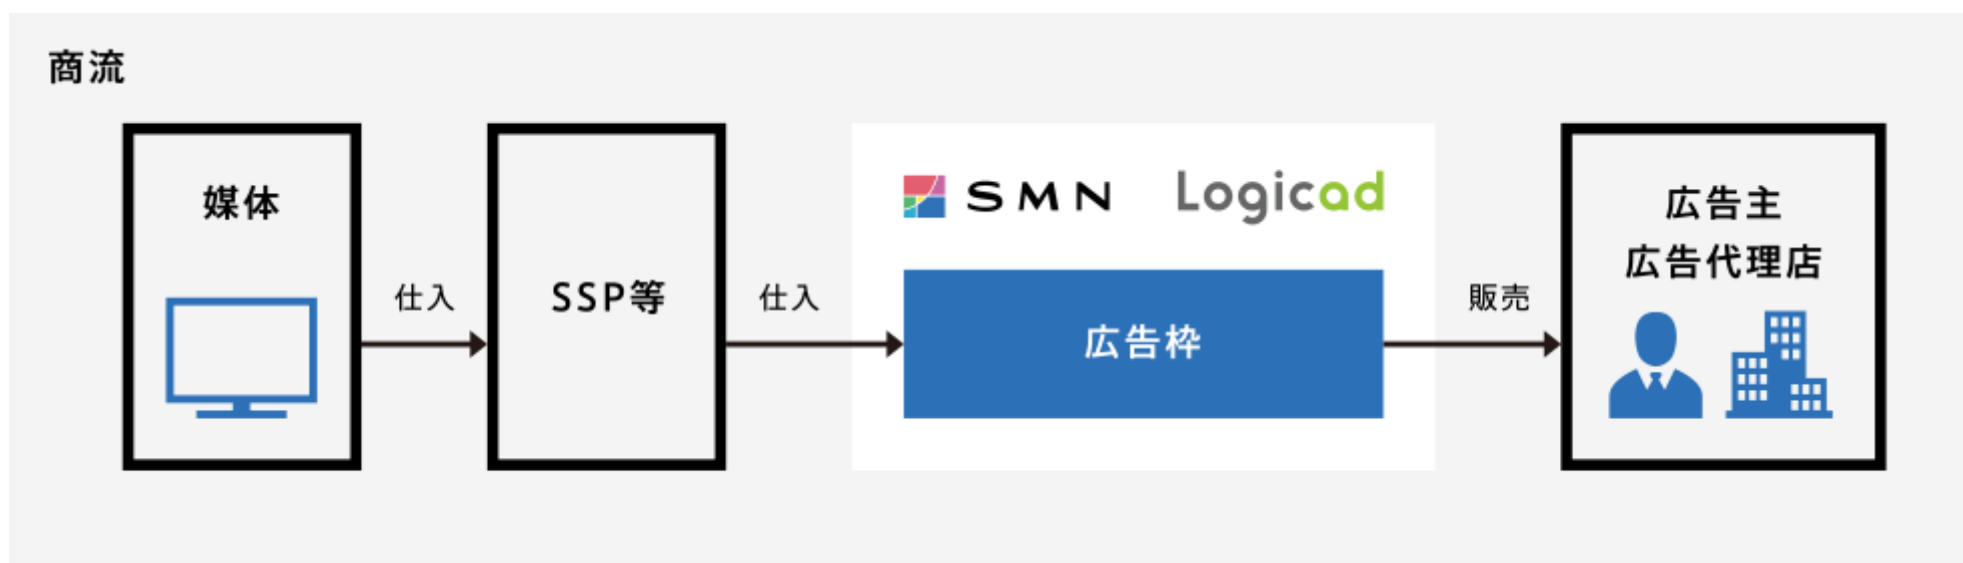 商流
媒体
仕入
SSP等
仕入
SMN Logicad
広告枠
販売
広告主
広告代理店